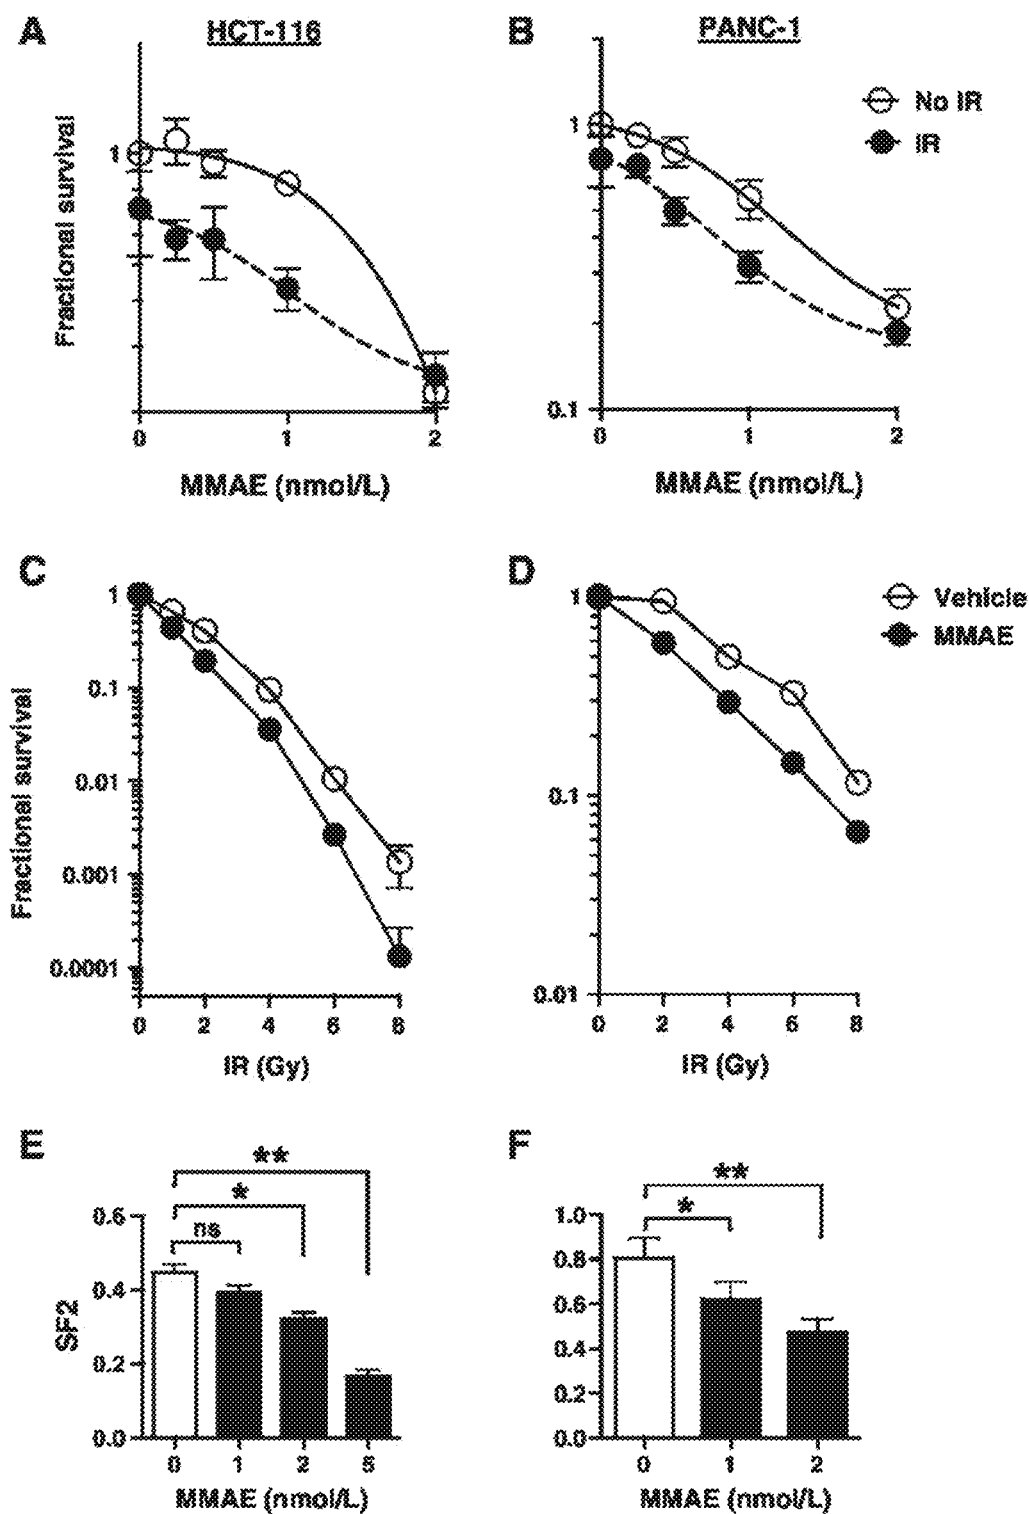 A HCT-116
B PANC-1
No IR
IR
Fractional survival
1
0 1 2
MMAE (nmol/L)
1
0.1
0 1 2
MMAE (nmol/L)
C
Fractional survival
1
0.1
0.01
0.001
0.0001
0 2 4 6 8
IR (Gy)
D
Vehicle
MMAE
1
0.1
0.01
0 2 4 6 8
IR (Gy)
E
**
*
ns
SF2
0.6
0.4
0.2
0.0
0 1 2 5
MMAE (nmol/L)
F
**
*
1.0
0.8
0.6
0.4
0.2
0.0
0 1 2
MMAE (nmol/L)